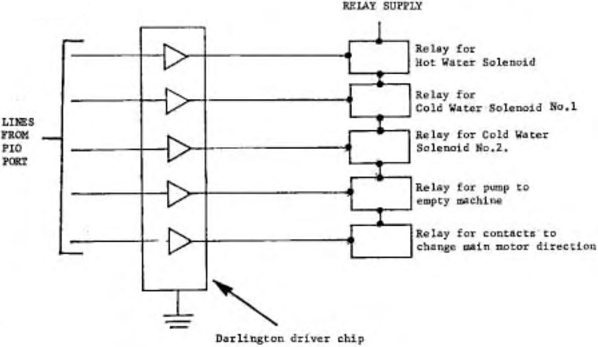 RELAY SUPPLY
Relay for
Hot Water Solenoid
Relay for
Cold Water Solenoid No.1
Relay for Cold Water
Solenoid No.2.
Relay for pump to
empty machine
Relay for contacts to
change main motor direction
LINES
FROM
PIO
PORT
Darlington driver chip